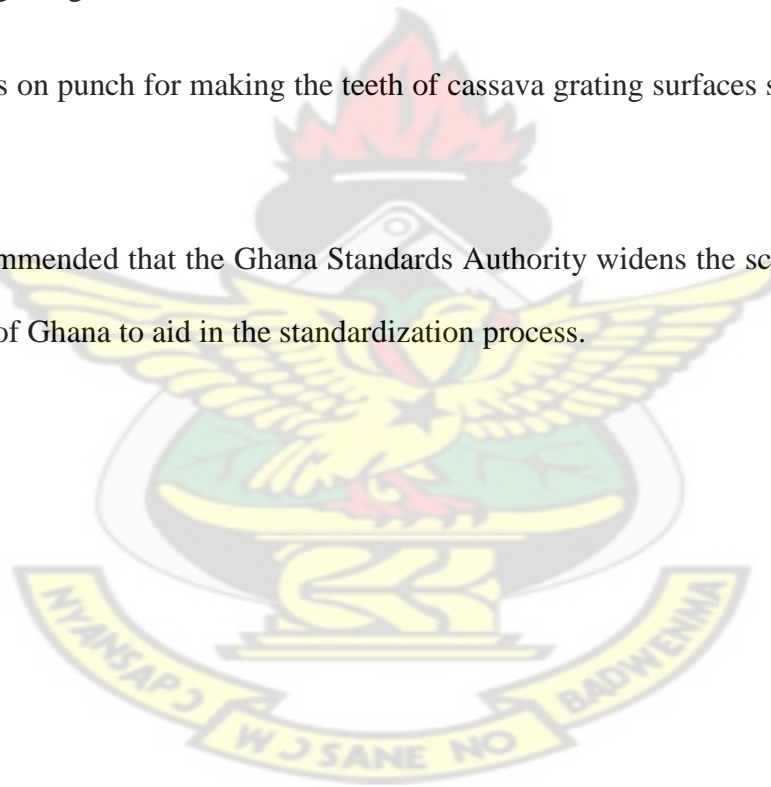 s on punch for making the teeth of cassava grating surfaces s
mmended that the Ghana Standards Authority widens the sc
of Ghana to aid in the standardization process.
NYANSAPƆ WƆ SANE NO BADWENMA